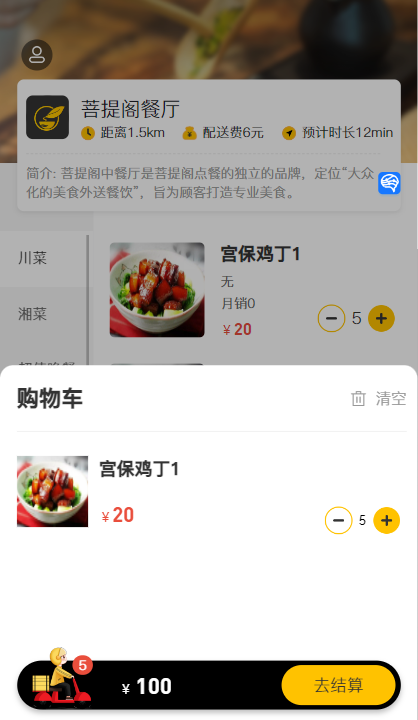 菩提阁餐厅
距离1.5km 配送费6元 预计时长12min
简介: 菩提阁中餐厅是菩提阁点餐的独立的品牌，定位“大众
化的美食外送餐饮”，旨为顾客打造专业美食。
川菜
宫保鸡丁1
无
月销0
¥20
5
湘菜
购物车
清空
宫保鸡丁1
¥20
5
5
¥ 100
去结算